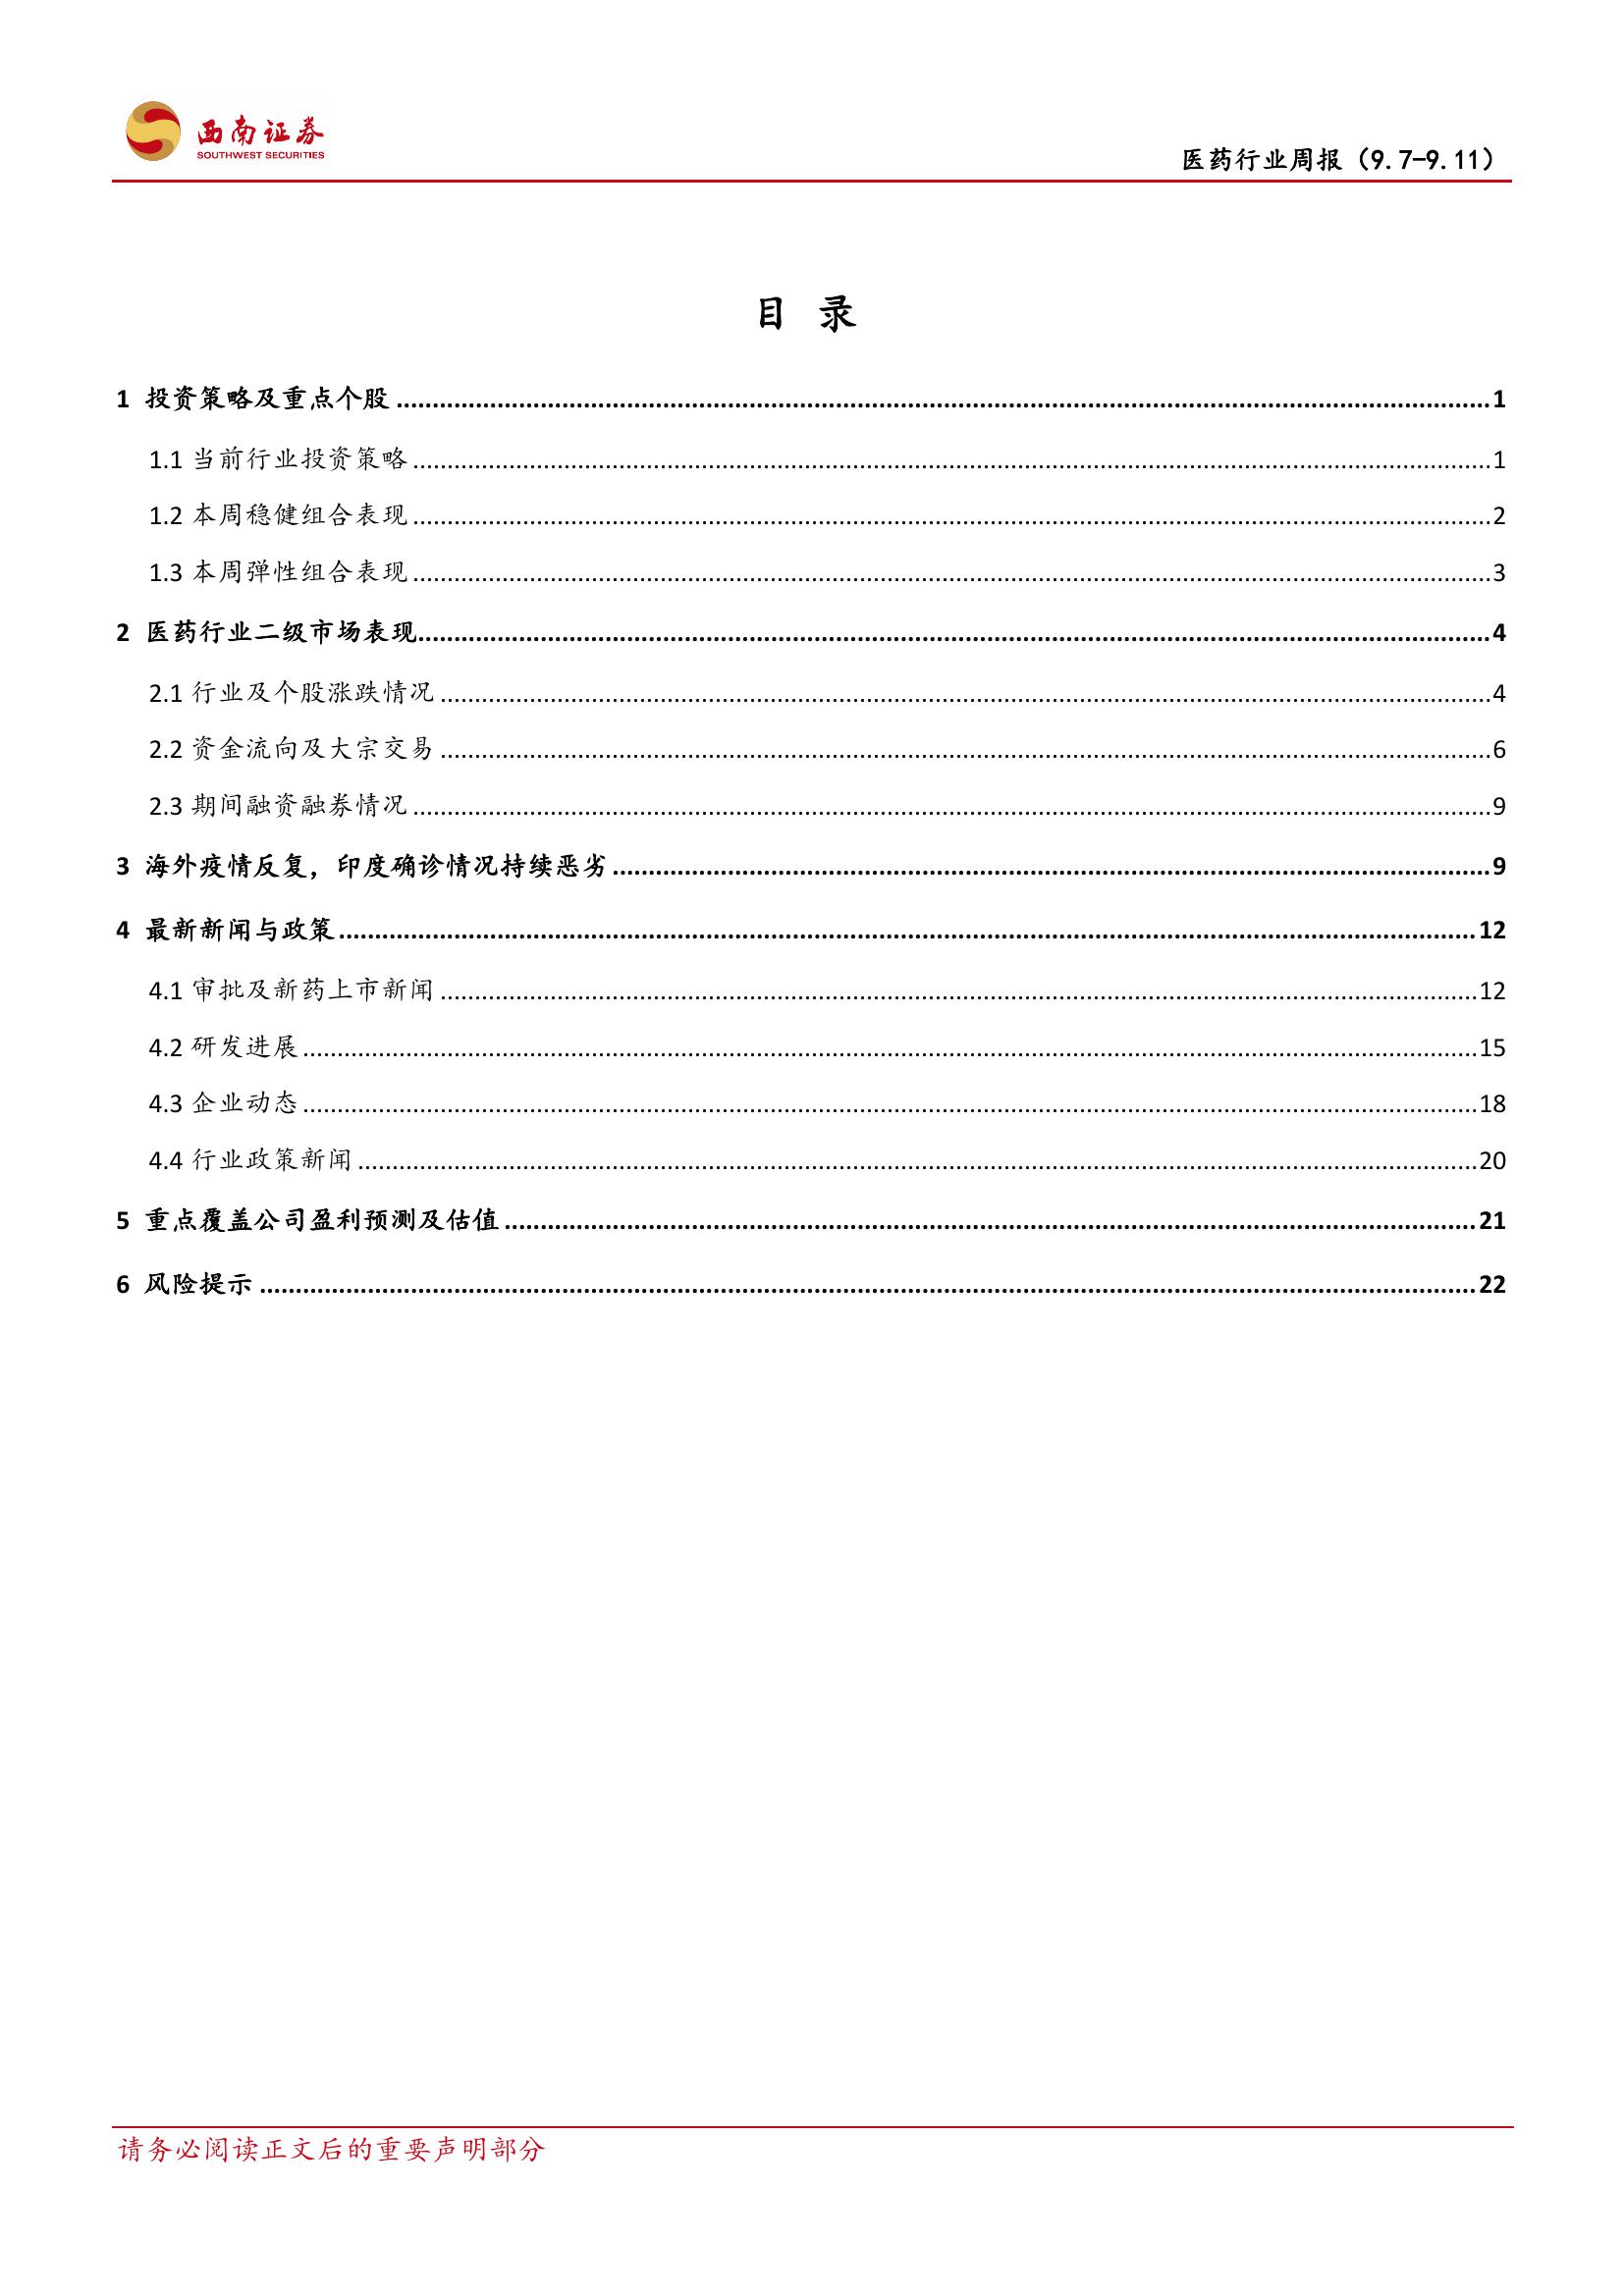 西南证券
SOUTHWEST SECURITIES
医药行业周报（9.7-9.11）
目 录
1 投资策略及重点个股 ........ 1
1.1 当前行业投资策略 ........ 1
1.2 本周稳健组合表现 ........ 2
1.3 本周弹性组合表现 ........ 3
2 医药行业二级市场表现 ........ 4
2.1 行业及个股涨跌情况 ........ 4
2.2 资金流向及大宗交易 ........ 6
2.3 期间融资融券情况 ........ 9
3 海外疫情反复，印度确诊情况持续恶劣 ........ 9
4 最新新闻与政策 ........ 12
4.1 审批及新药上市新闻 ........ 12
4.2 研发进展 ........ 15
4.3 企业动态 ........ 18
4.4 行业政策新闻 ........ 20
5 重点覆盖公司盈利预测及估值 ........ 21
6 风险提示 ........ 22
请务必阅读正文后的重要声明部分